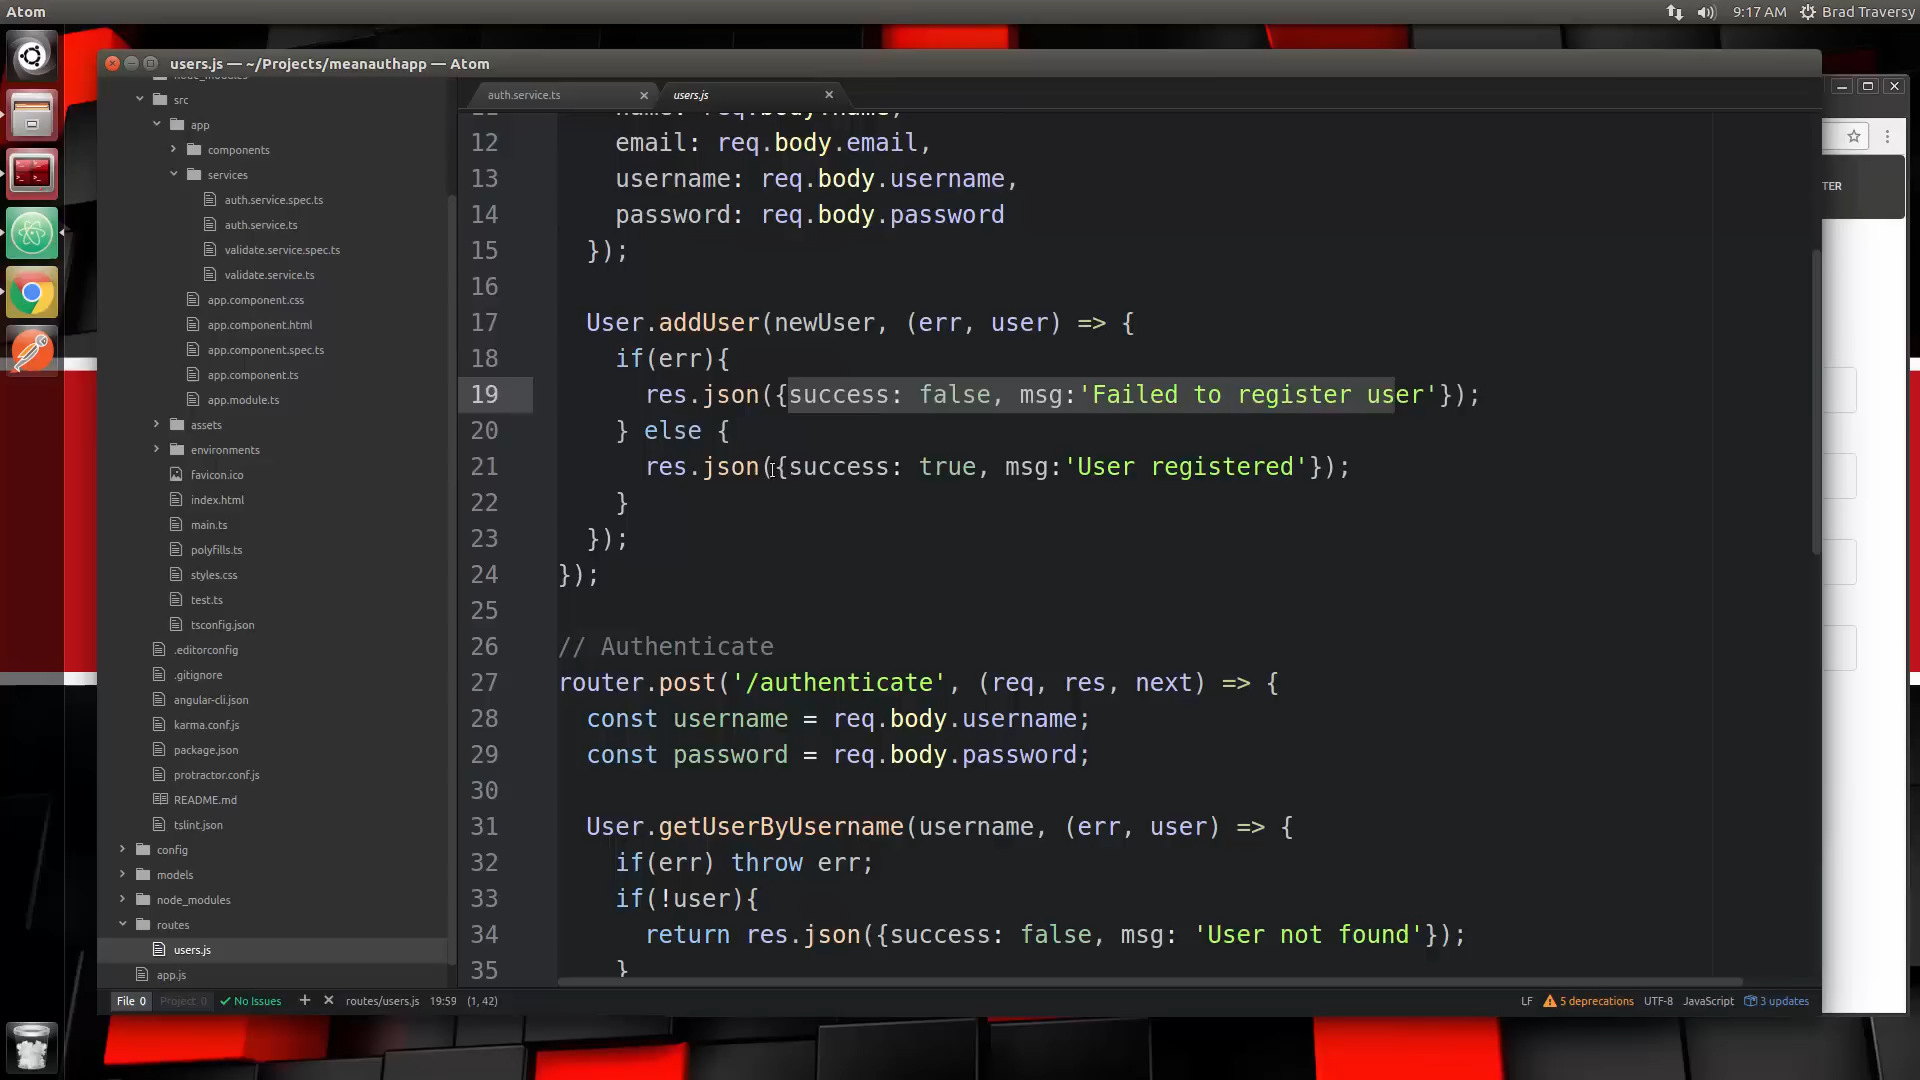 Atom
9:17 AM
Brad Traversy
users.js — ~/Projects/meanauthapp — Atom
src
app
components
services
auth.service.spec.ts
auth.service.ts
validate.service.spec.ts
validate.service.ts
app.component.css
app.component.html
app.component.spec.ts
app.component.ts
app.module.ts
assets
environments
favicon.ico
index.html
main.ts
polyfills.ts
styles.css
test.ts
tsconfig.json
.editorconfig
.gitignore
angular-cli.json
karma.conf.js
package.json
protractor.conf.js
README.md
tslint.json
config
models
node_modules
routes
users.js
app.js
auth.service.ts
users.js
12 email: req.body.email,
13 username: req.body.username,
14 password: req.body.password
15 });
16
17 User.addUser(newUser, (err, user) => {
18 if(err){
19 res.json({success: false, msg:'Failed to register user'});
20 } else {
21 res.json({success: true, msg:'User registered'});
22 }
23 });
24 });
25
26 // Authenticate
27 router.post('/authenticate', (req, res, next) => {
28 const username = req.body.username;
29 const password = req.body.password;
30
31 User.getUserByUsername(username, (err, user) => {
32 if(err) throw err;
33 if(!user){
34 return res.json({success: false, msg: 'User not found'});
35 }
TER
File 0
Project 0
No Issues
routes/users.js
19:59
(1, 42)
LF
5 deprecations
UTF-8
JavaScript
3 updates